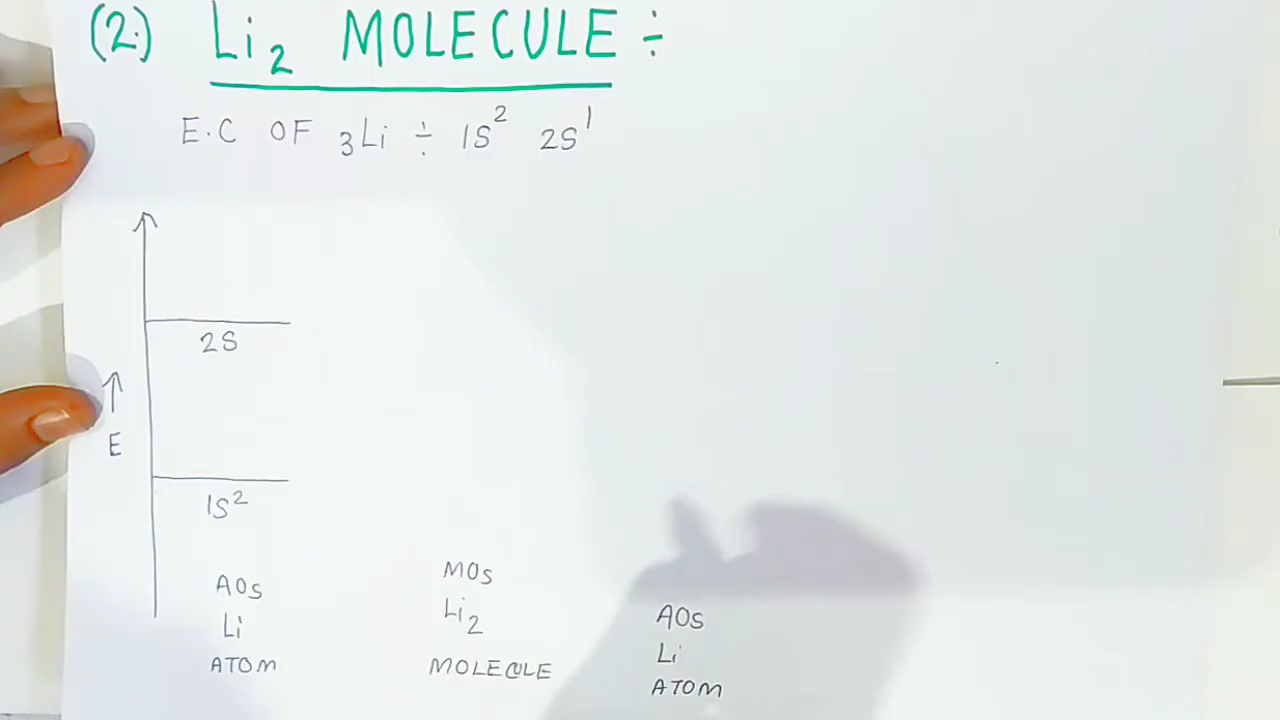 (2.) Li₂ MOLECULE ÷
E.C OF ₃Li ÷ 1S² 2S¹
2S
E
1S²
AOs
Li
ATOM
MOs
Li₂
MOLECULE
AOs
Li
ATOM